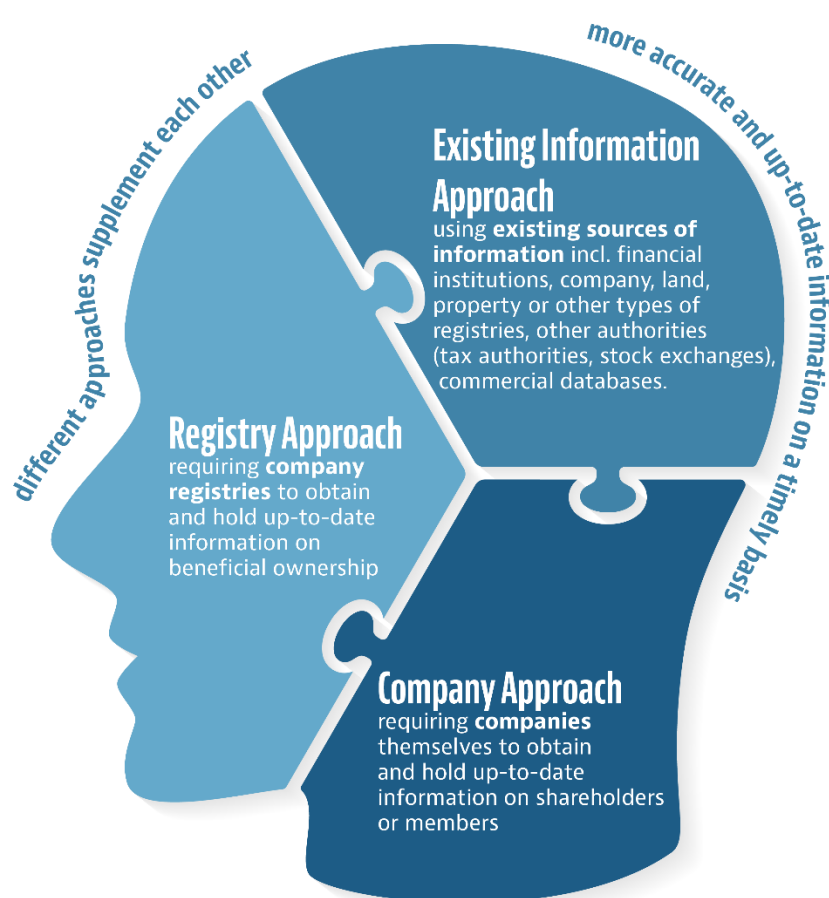 different approaches supplement each other
more accurate and up-to-date information on a timely basis
Existing Information
Approach
using existing sources of
information incl. financial
institutions, company, land,
property or other types of
registries, other authorities
(tax authorities, stock exchanges),
commercial databases.
Registry Approach
requiring company
registries to obtain
and hold up-to-date
information on
beneficial ownership
Company Approach
requiring companies
themselves to obtain
and hold up-to-date
information on shareholders
or members